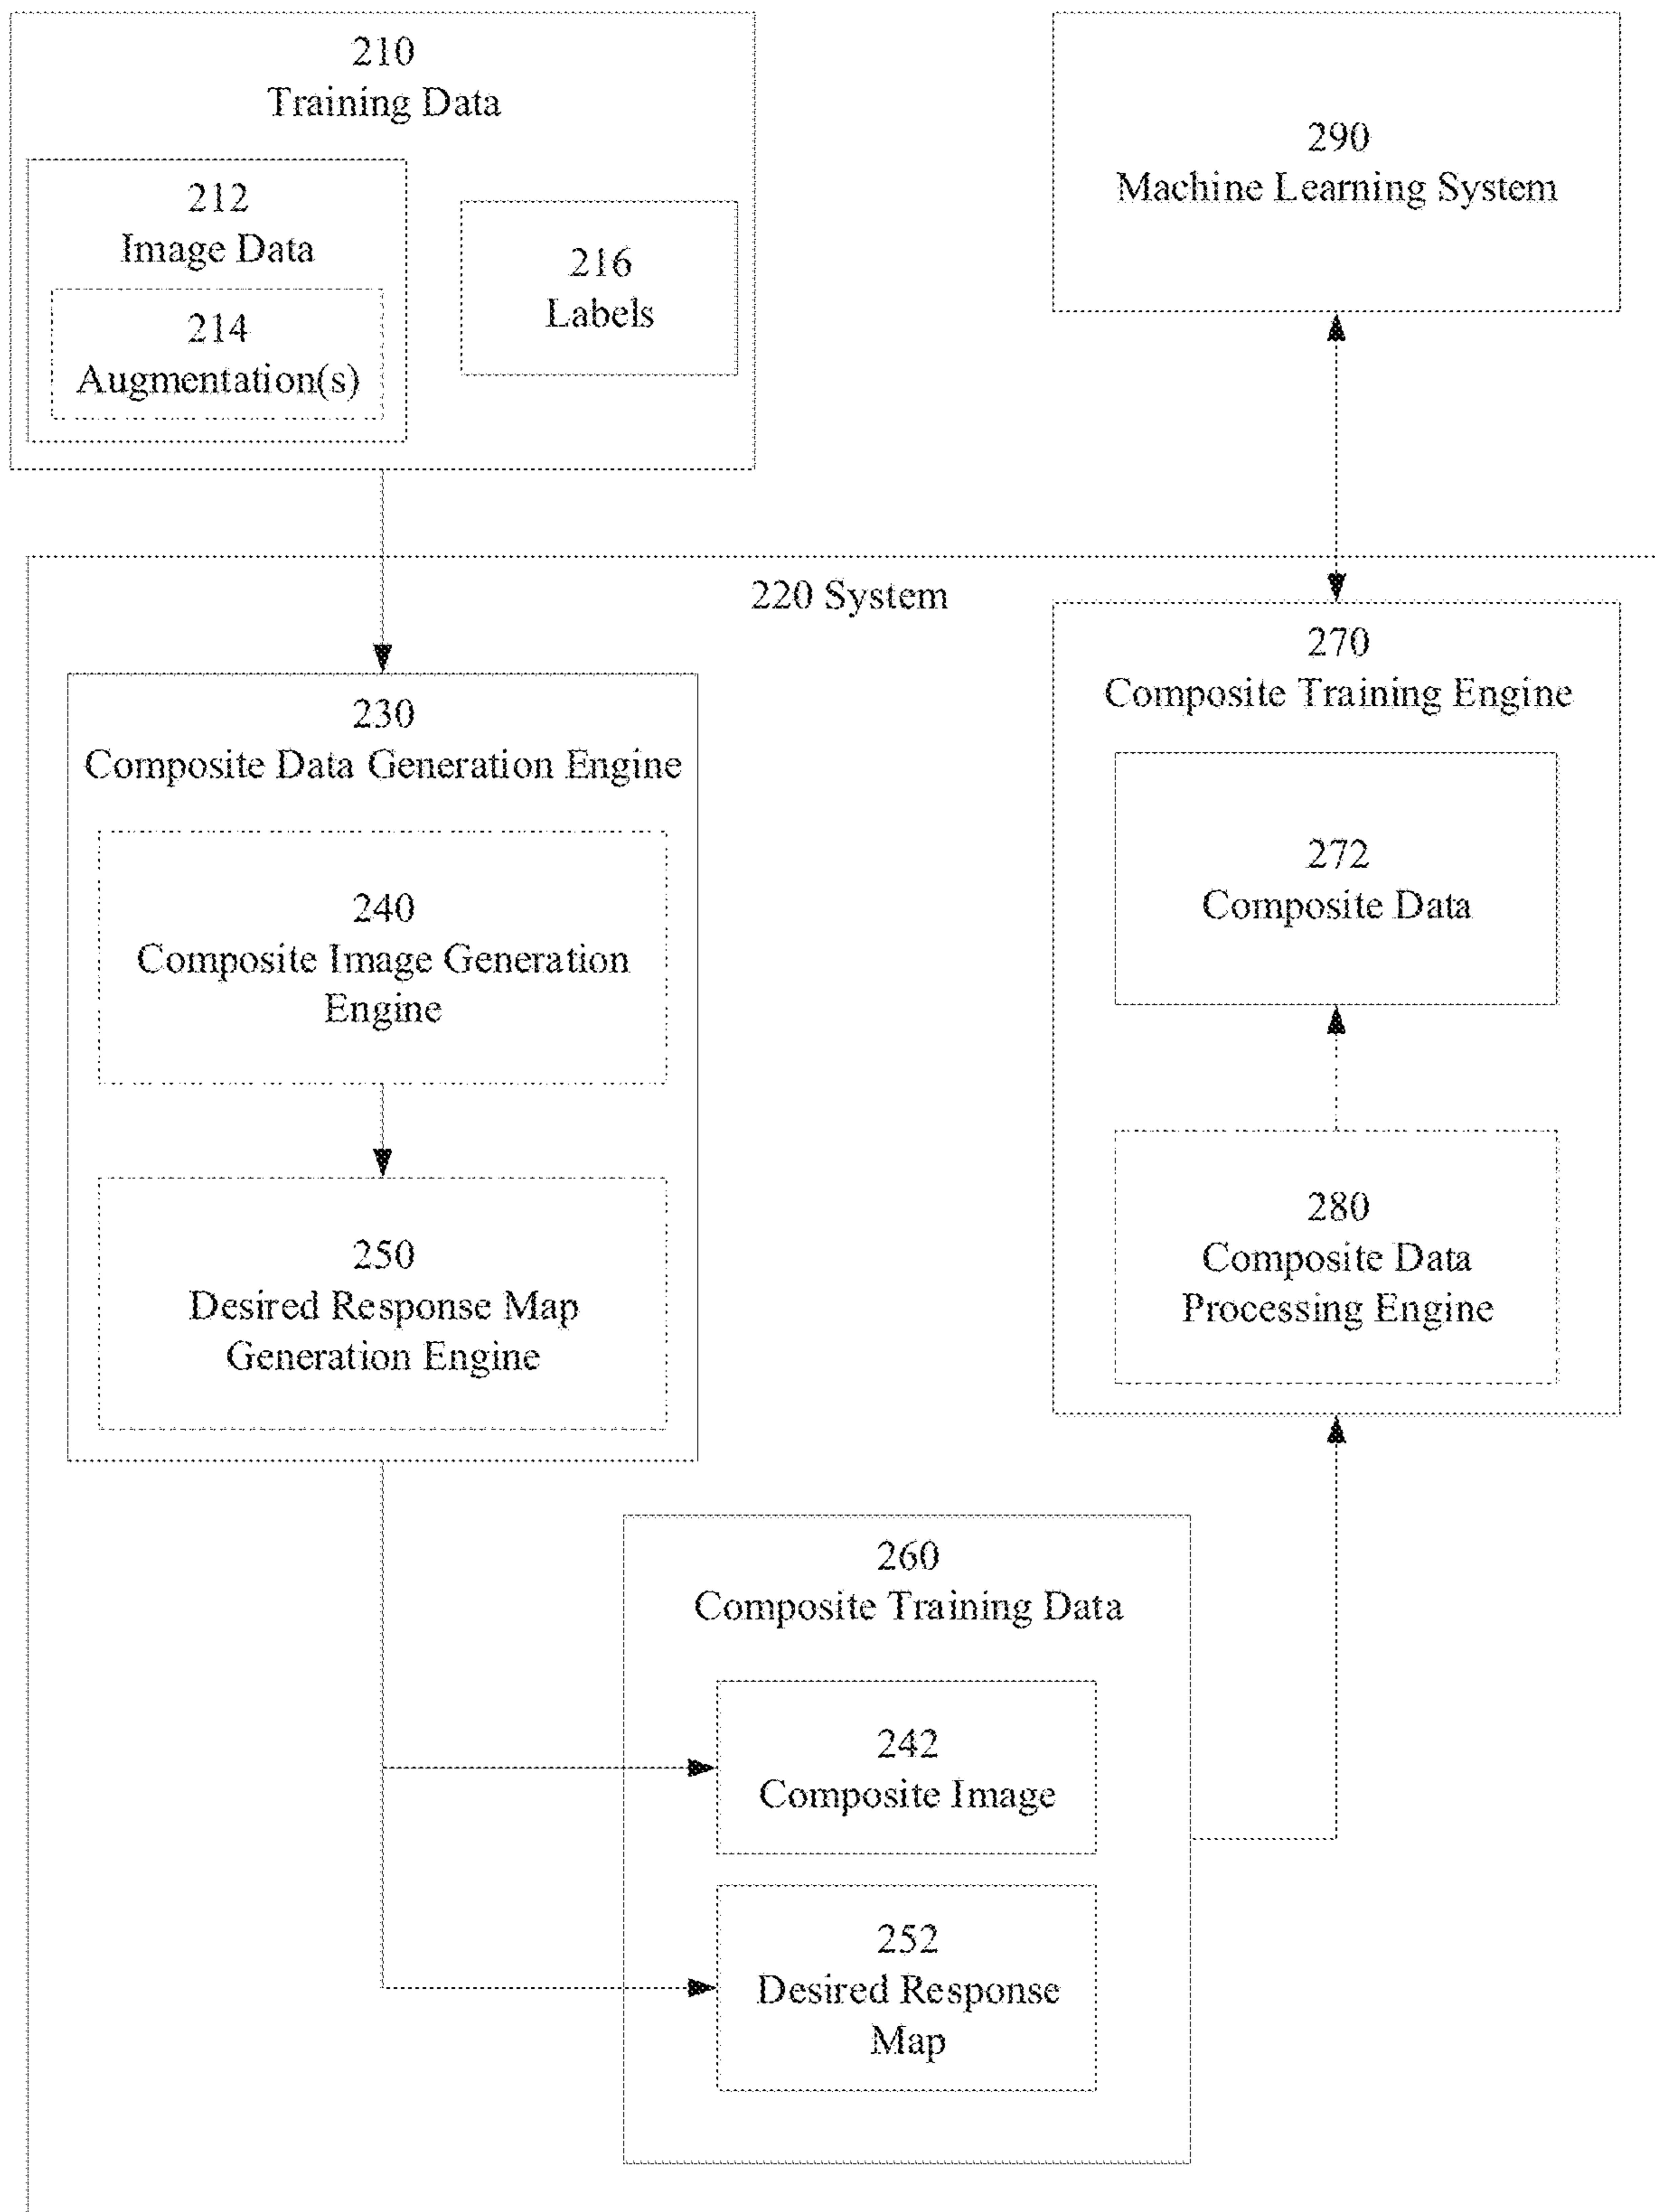 210
Training Data
212
Image Data
214
Augmentation(s)
216
Labels
290
Machine Learning System
220 System
230
Composite Data Generation Engine
240
Composite Image Generation
Engine
250
Desired Response Map
Generation Engine
270
Composite Training Engine
272
Composite Data
280
Composite Data
Processing Engine
260
Composite Training Data
242
Composite Image
252
Desired Response
Map